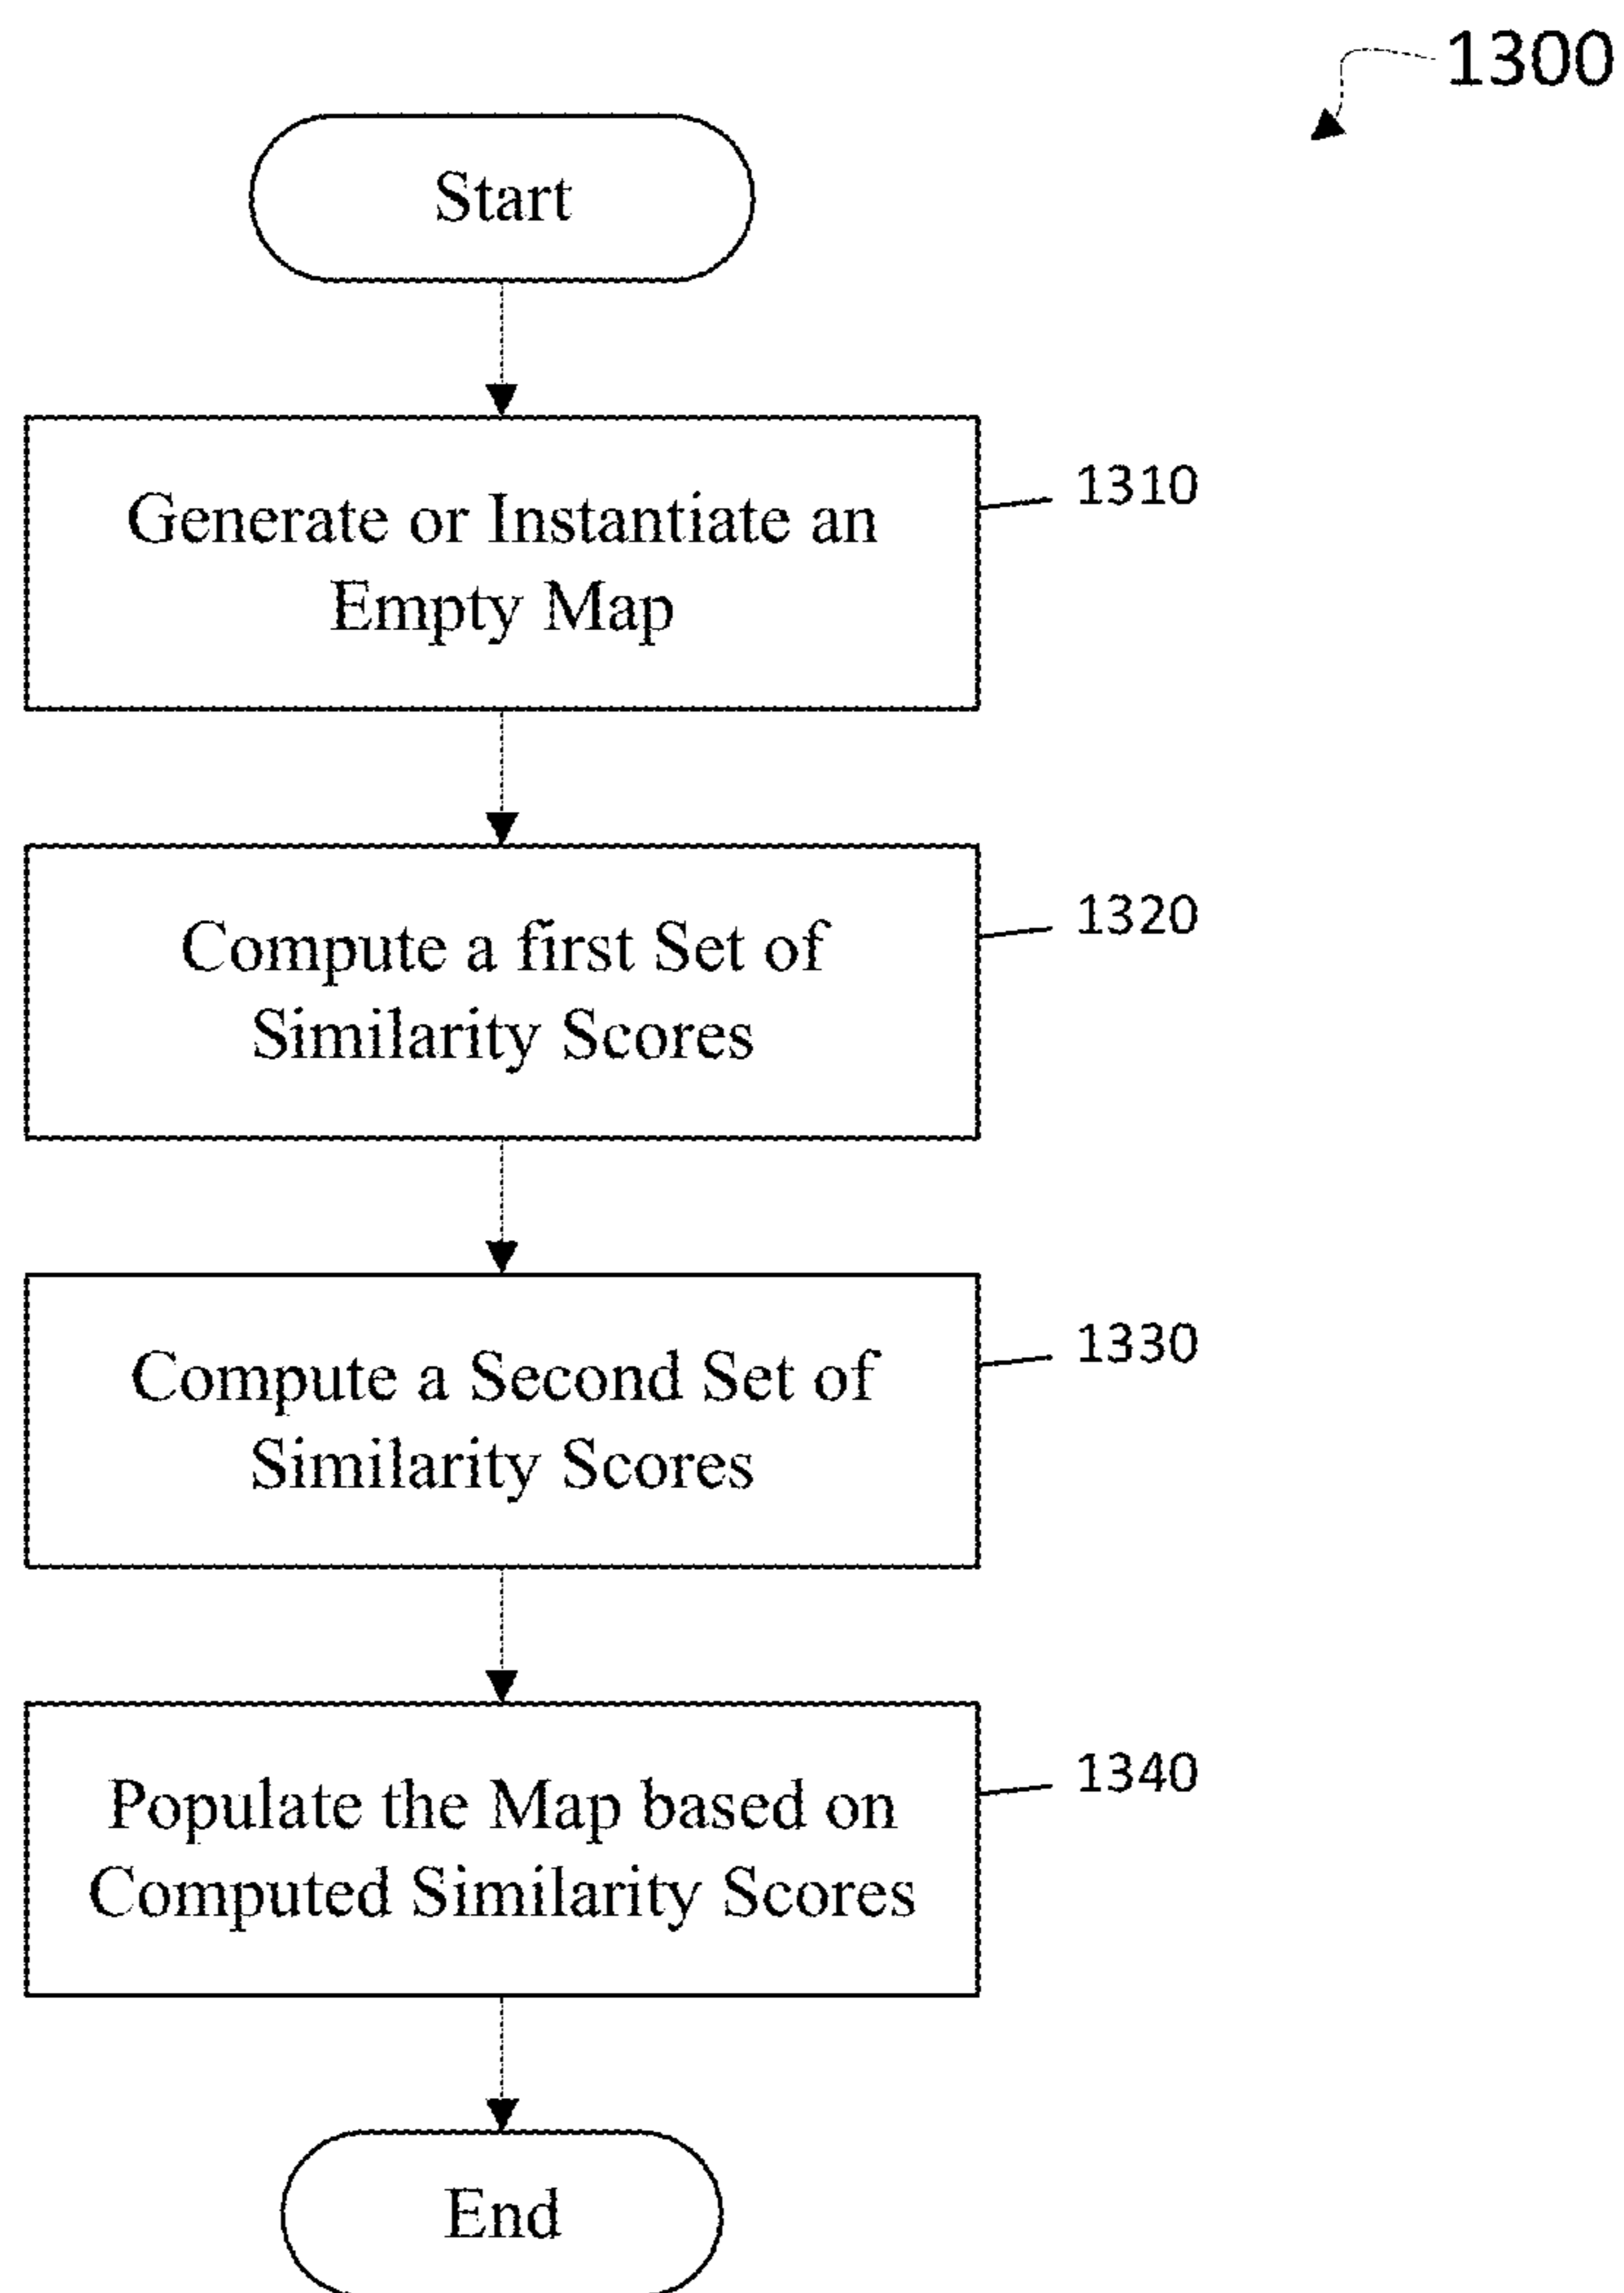 1300
Start
Generate or Instantiate an
Empty Map
1310
Compute a first Set of
Similarity Scores
1320
Compute a Second Set of
Similarity Scores
1330
Populate the Map based on
Computed Similarity Scores
1340
End